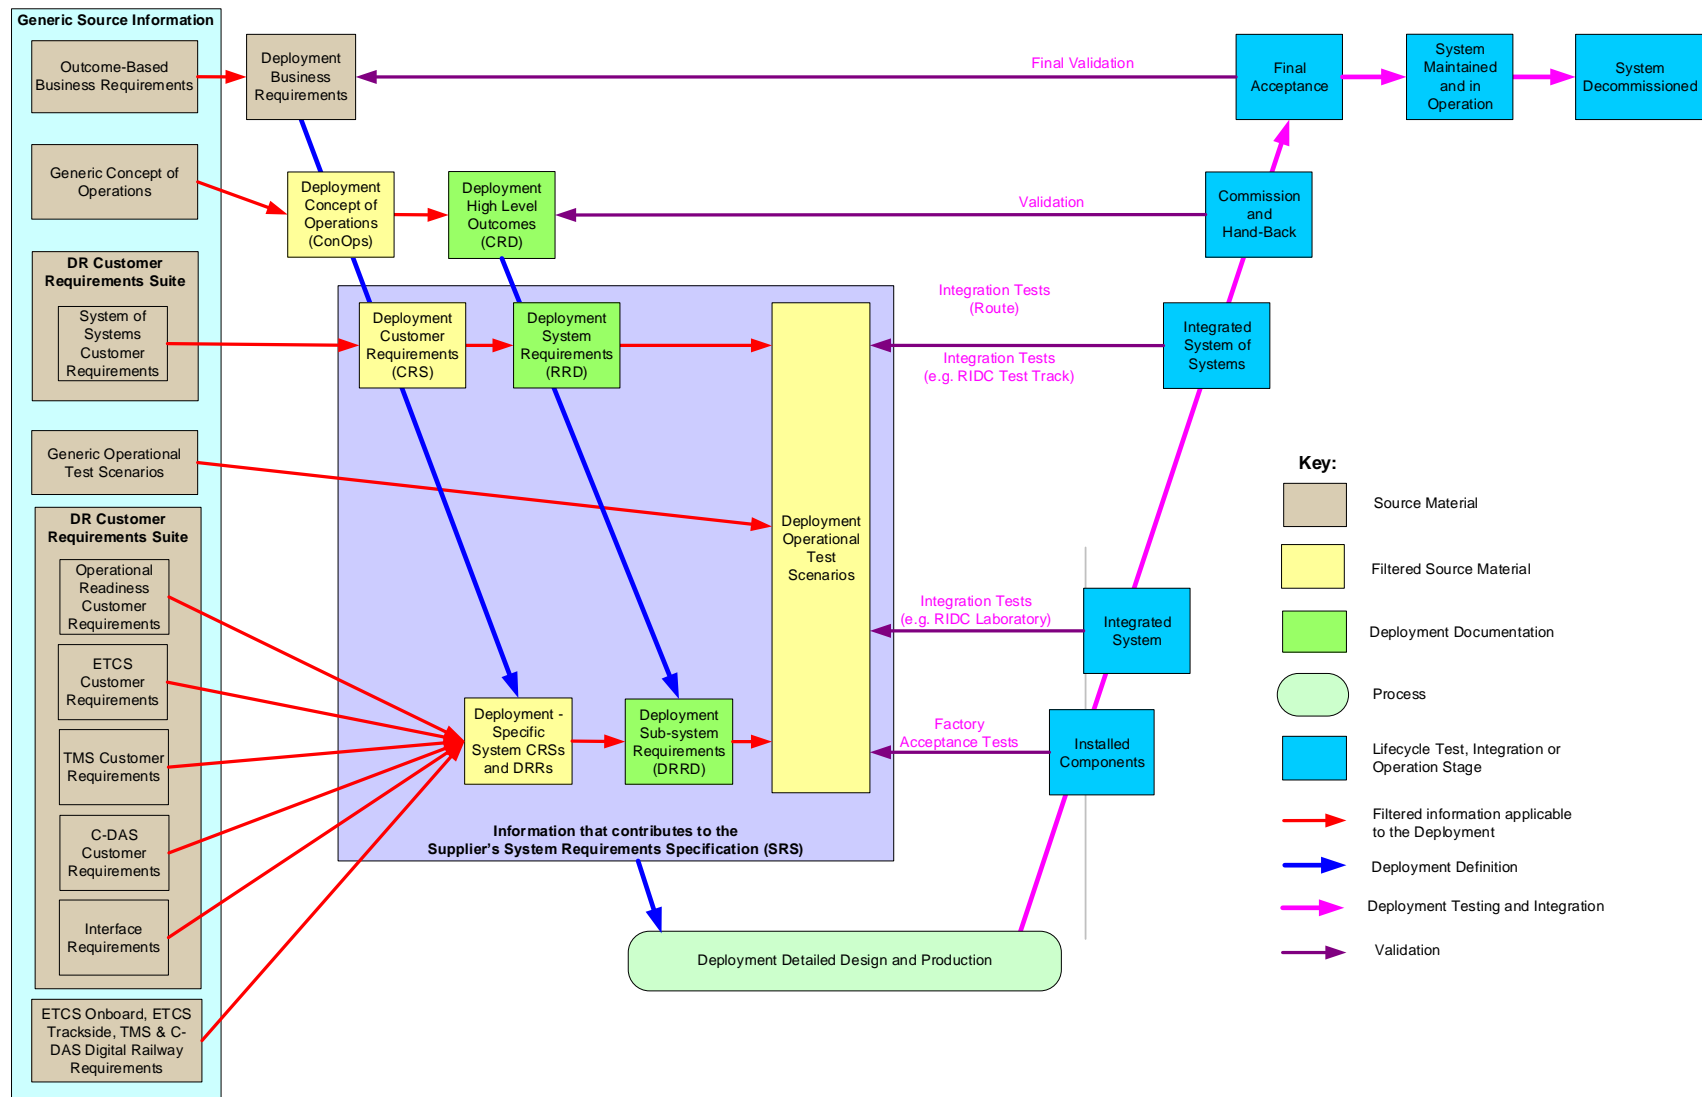 Generic Source Information
Outcome-Based
Business Requirements
Deployment
Business
Requirements
Final Validation
Final
Acceptance
System
Maintained
and in
Operation
System
Decommissioned
Generic Concept of
Operations
Deployment
Concept of
Operations
(ConOps)
Deployment
High Level
Outcomes
(CRD)
Validation
Commission
and
Hand-Back
DR Customer
Requirements Suite
System of
Systems
Customer
Requirements
Deployment
Customer
Requirements
(CRS)
Deployment
System
Requirements
(RRD)
Integration Tests
(Route)
Integration Tests
(e.g. RIDC Test Track)
Integrated
System of
Systems
Generic Operational
Test Scenarios
Deployment
Operational
Test
Scenarios
DR Customer
Requirements Suite
Operational
Readiness
Customer
Requirements
ETCS
Customer
Requirements
TMS Customer
Requirements
C-DAS
Customer
Requirements
Interface
Requirements
ETCS Onboard, ETCS
Trackside, TMS & C-
DAS Digital Railway
Requirements
Integration Tests
(e.g. RIDC Laboratory)
Integrated
System
Deployment -
Specific
System CRSs
and DRRs
Deployment
Sub-system
Requirements
(DRRD)
Factory
Acceptance Tests
Installed
Components
Information that contributes to the
Supplier's System Requirements Specification (SRS)
Deployment Detailed Design and Production
Key:
Source Material
Filtered Source Material
Deployment Documentation
Process
Lifecycle Test, Integration or
Operation Stage
Filtered information applicable
to the Deployment
Deployment Definition
Deployment Testing and Integration
Validation